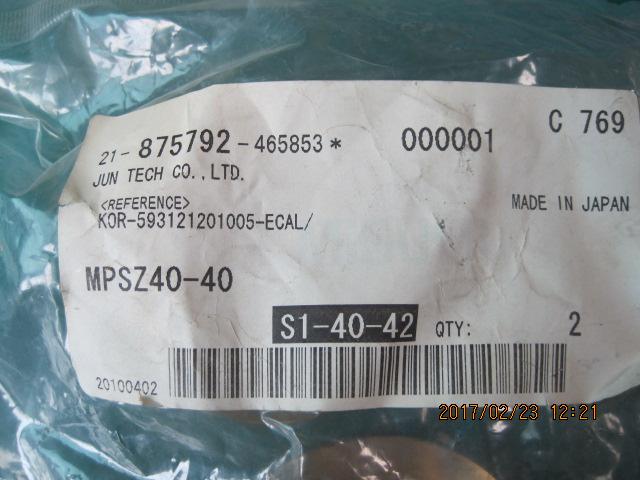 C 769
21-875792-465853* 000001
JUN TECH CO.,LTD.
<REFERENCE> MADE IN JAPAN
KOR-593121201005-ECAL/
MPSZ40-40
S1-40-42 QTY: 2
20100402
2017/02/23 12:21